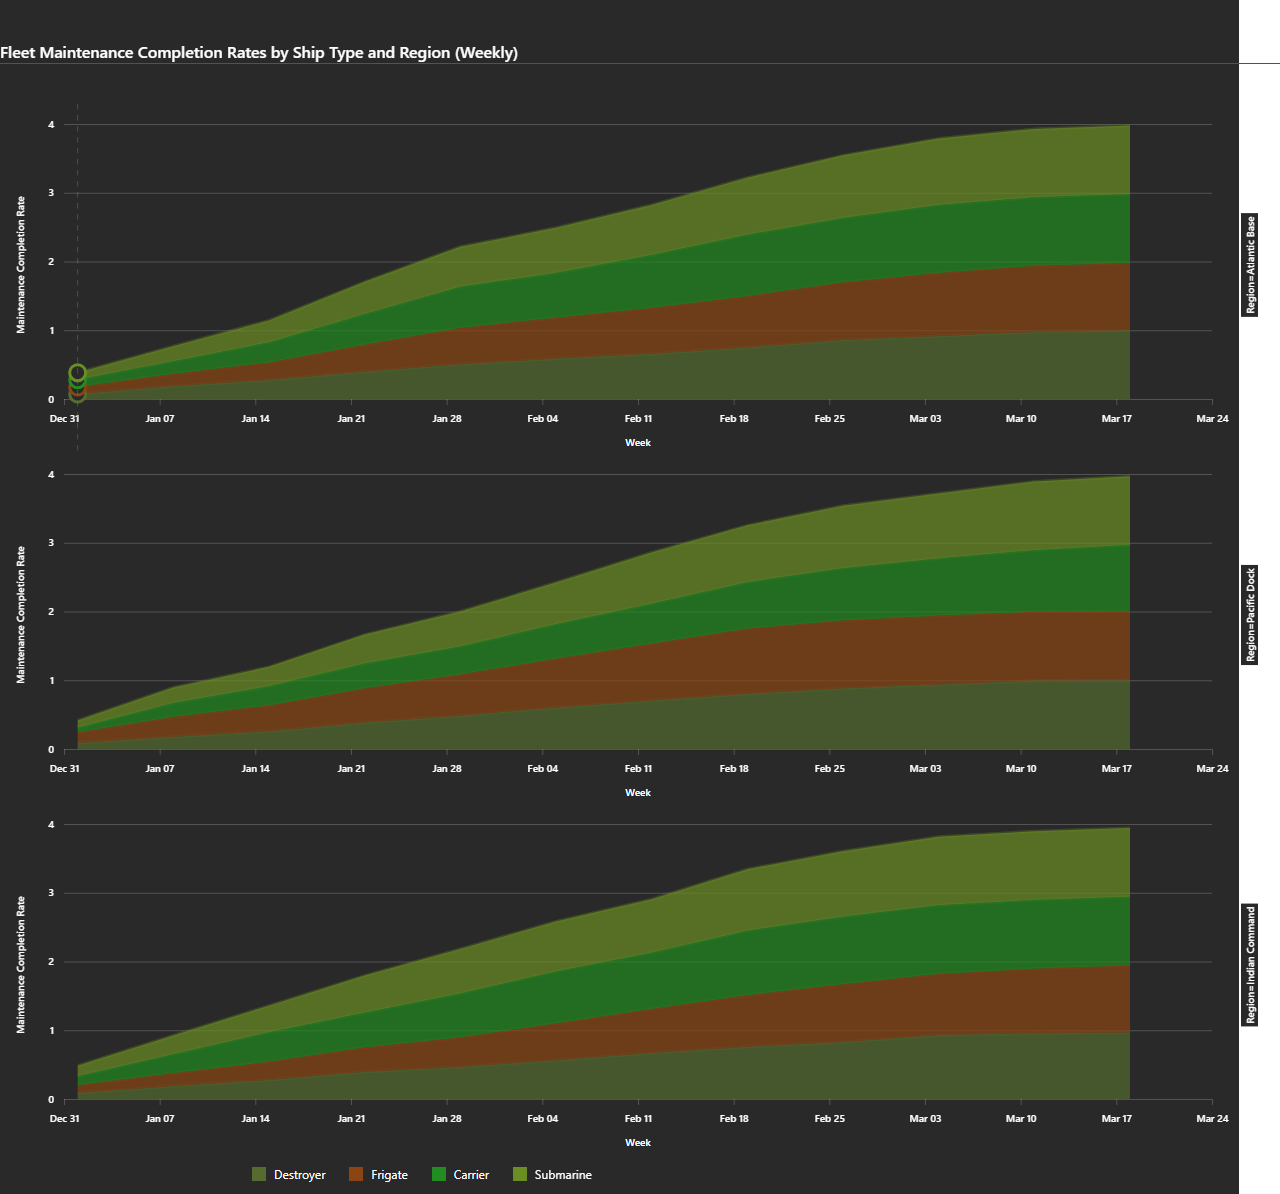 Fleet Maintenance Completion Rates by Ship Type and Region (Weekly)
4
3
2
1
0
Maintenance Completion Rate
Dec 31 Jan 07 Jan 14 Jan 21 Jan 28 Feb 04 Feb 11 Feb 18 Feb 25 Mar 03 Mar 10 Mar 17 Mar 24
Week
Region=Atlantic Base
4
3
2
1
0
Maintenance Completion Rate
Dec 31 Jan 07 Jan 14 Jan 21 Jan 28 Feb 04 Feb 11 Feb 18 Feb 25 Mar 03 Mar 10 Mar 17 Mar 24
Week
Region=Pacific Dock
4
3
2
1
0
Maintenance Completion Rate
Dec 31 Jan 07 Jan 14 Jan 21 Jan 28 Feb 04 Feb 11 Feb 18 Feb 25 Mar 03 Mar 10 Mar 17 Mar 24
Week
Region=Indian Command
Destroyer Frigate Carrier Submarine